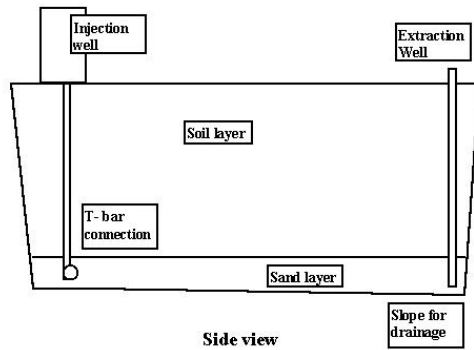 Injection
well
Extraction
Well
Soil layer
T- bar
connection
Sand layer
Slope for
drainage
Side view